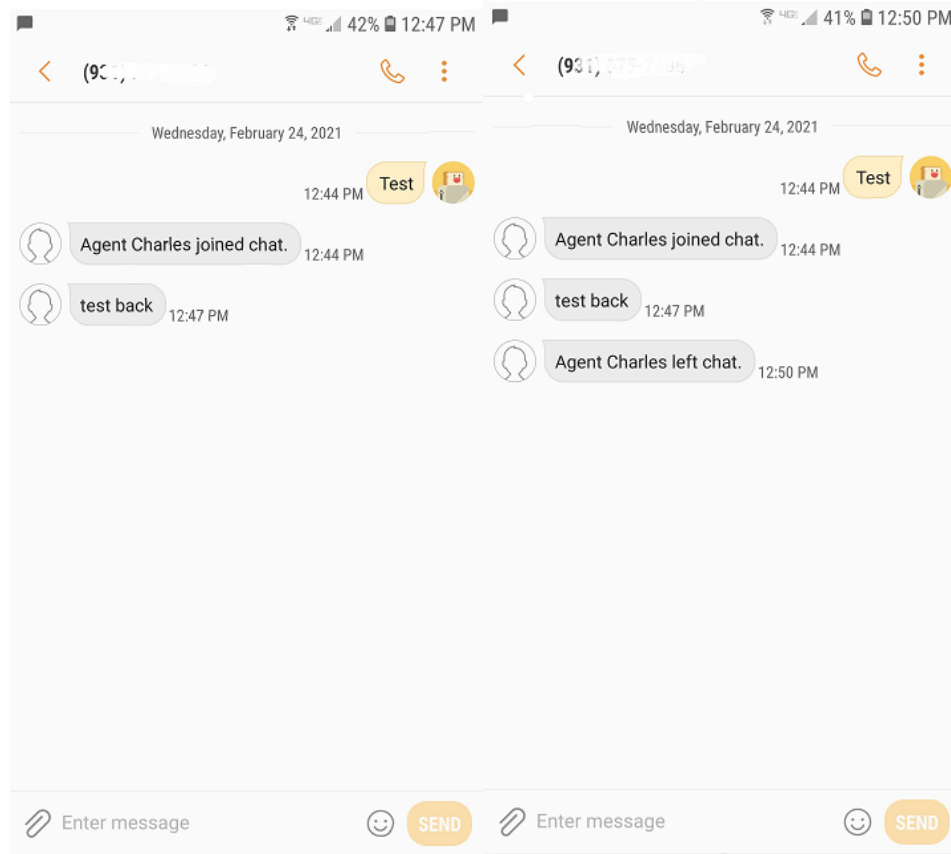 42% 12:47 PM
(93
Wednesday, February 24, 2021
Test
12:44 PM
Agent Charles joined chat.
12:44 PM
test back
12:47 PM
Enter message
SEND
41% 12:50 PM
(931)
Wednesday, February 24, 2021
Test
12:44 PM
Agent Charles joined chat.
12:44 PM
test back
12:47 PM
Agent Charles left chat.
12:50 PM
Enter message
SEND